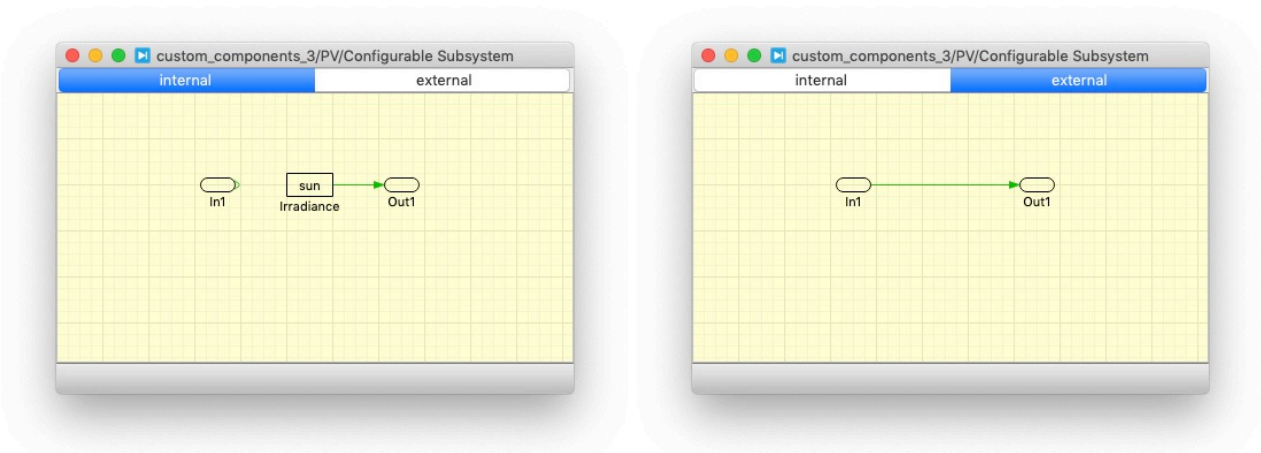 custom_components_3/PV/Configurable Subsystem
internal external
sun
In1 Irradiance Out1
custom_components_3/PV/Configurable Subsystem
internal external
In1 Out1